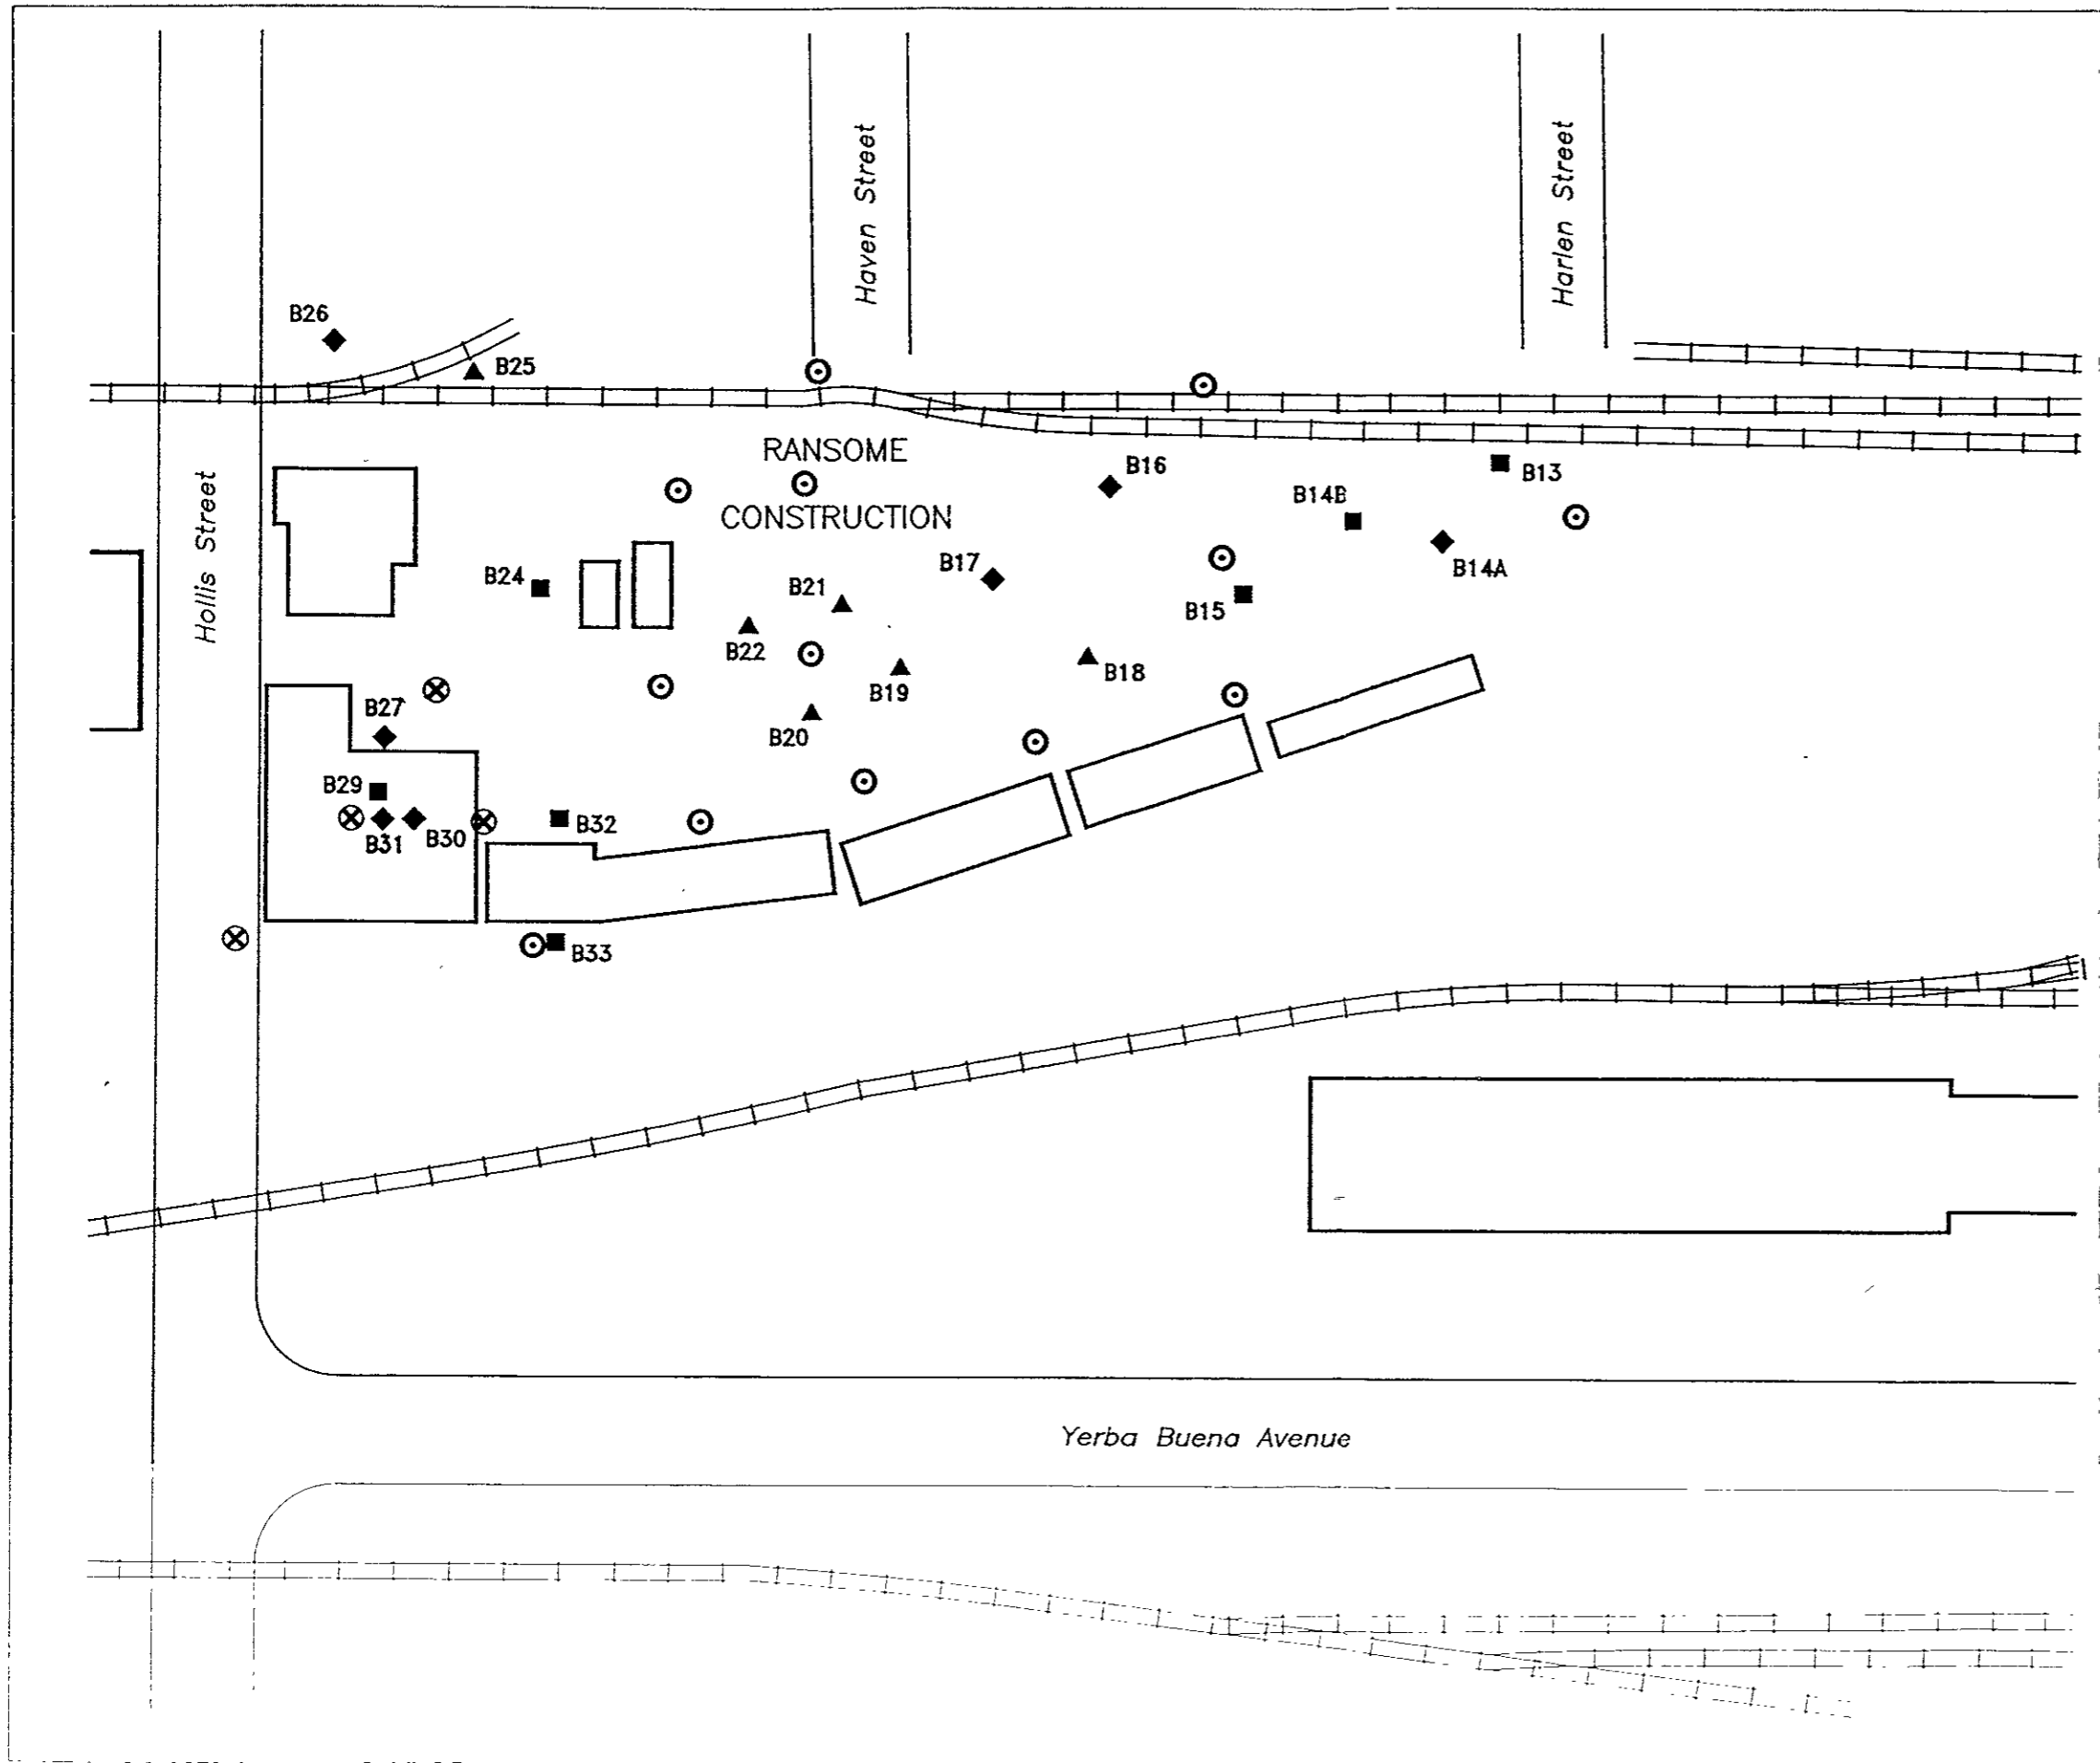 Haven Street
Harlen Street
B26
B25
RANSOME
CONSTRUCTION
B16
B13
B14B
B14A
Hollis Street
B24
B17
B21
B15
B22
B19
B18
B20
B27
B29
B31
B30
B32
B33
Yerba Buena Avenue